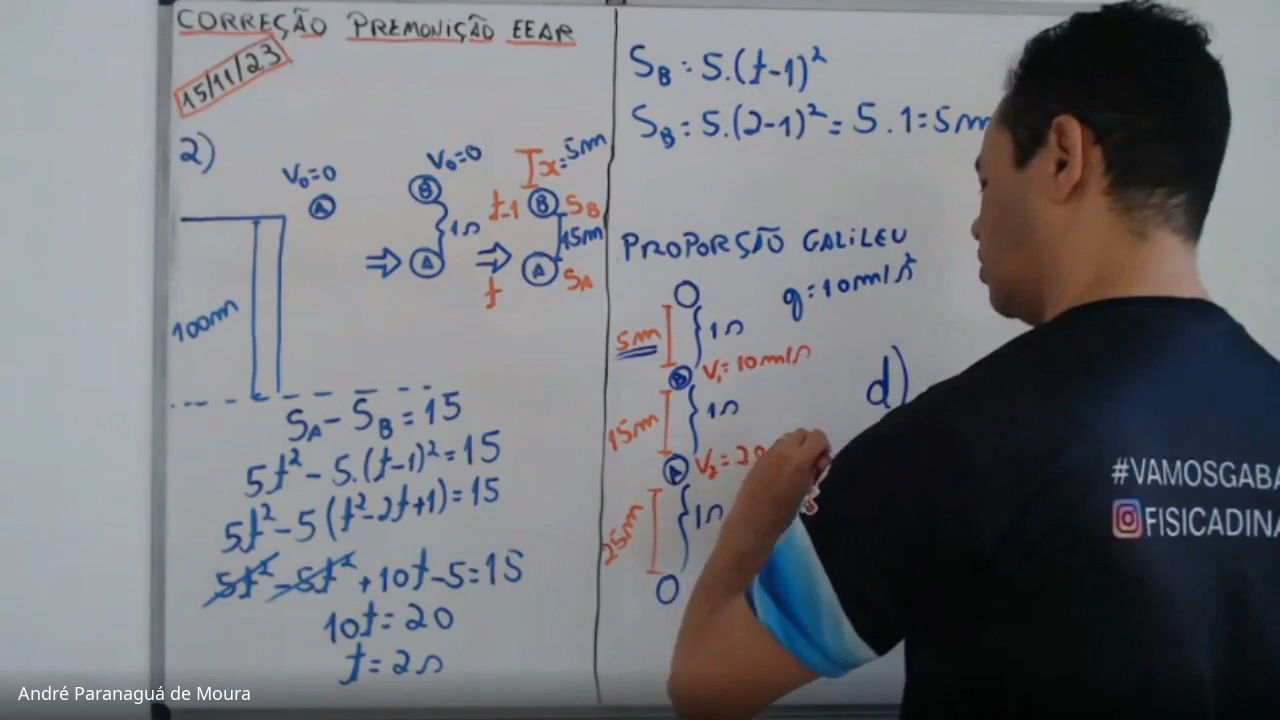 CORREÇÃO PREMONIÇÃO EEAR
15/11/23
2)
V₀=0
A
100m
V₀=0
B
1s
A
⇒
⇒
x=5m
t-1
B
S_B
15m
t
A
S_A
S_A - S_B = 15
5t² - 5.(t-1)² = 15
5t² - 5(t²-2t+1) = 15
5t² - 5t² + 10t - 5 = 15
10t = 20
t = 2s
S_B = 5.(t-1)²
S_B = 5.(2-1)² = 5.1 = 5m
PROPORSÃO GALILEU
g = 10m/s²
5m
1s
B
V₁ = 10m/s
15m
1s
A
V₂ = 20
25m
1s
d)
#VAMOSGABA
FISICADINA
André Paranaguá de Moura